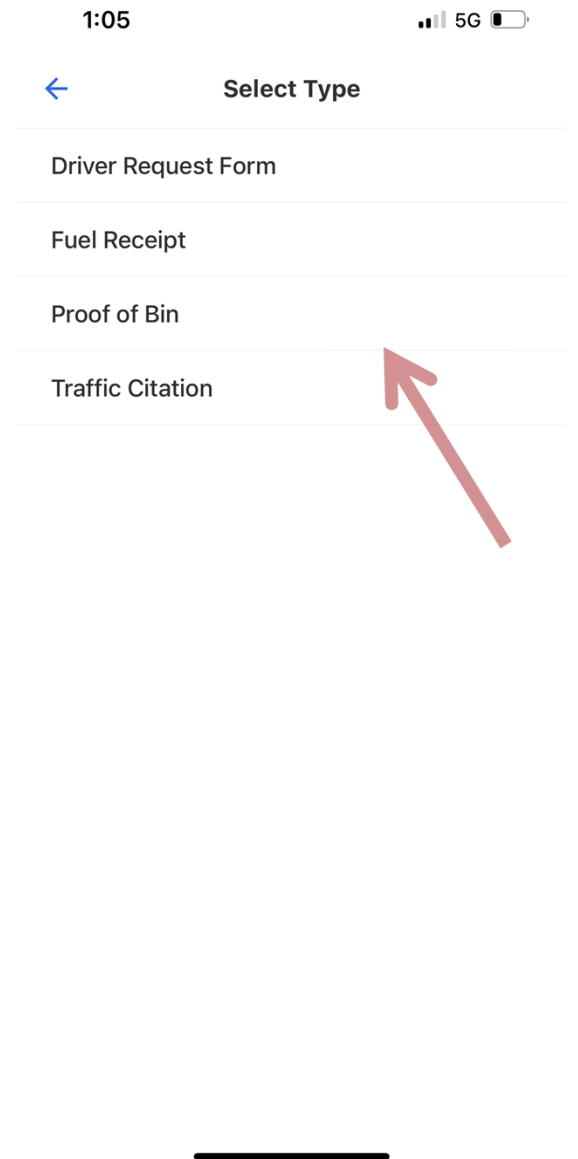 1:05 5G
Select Type
Driver Request Form
Fuel Receipt
Proof of Bin
Traffic Citation